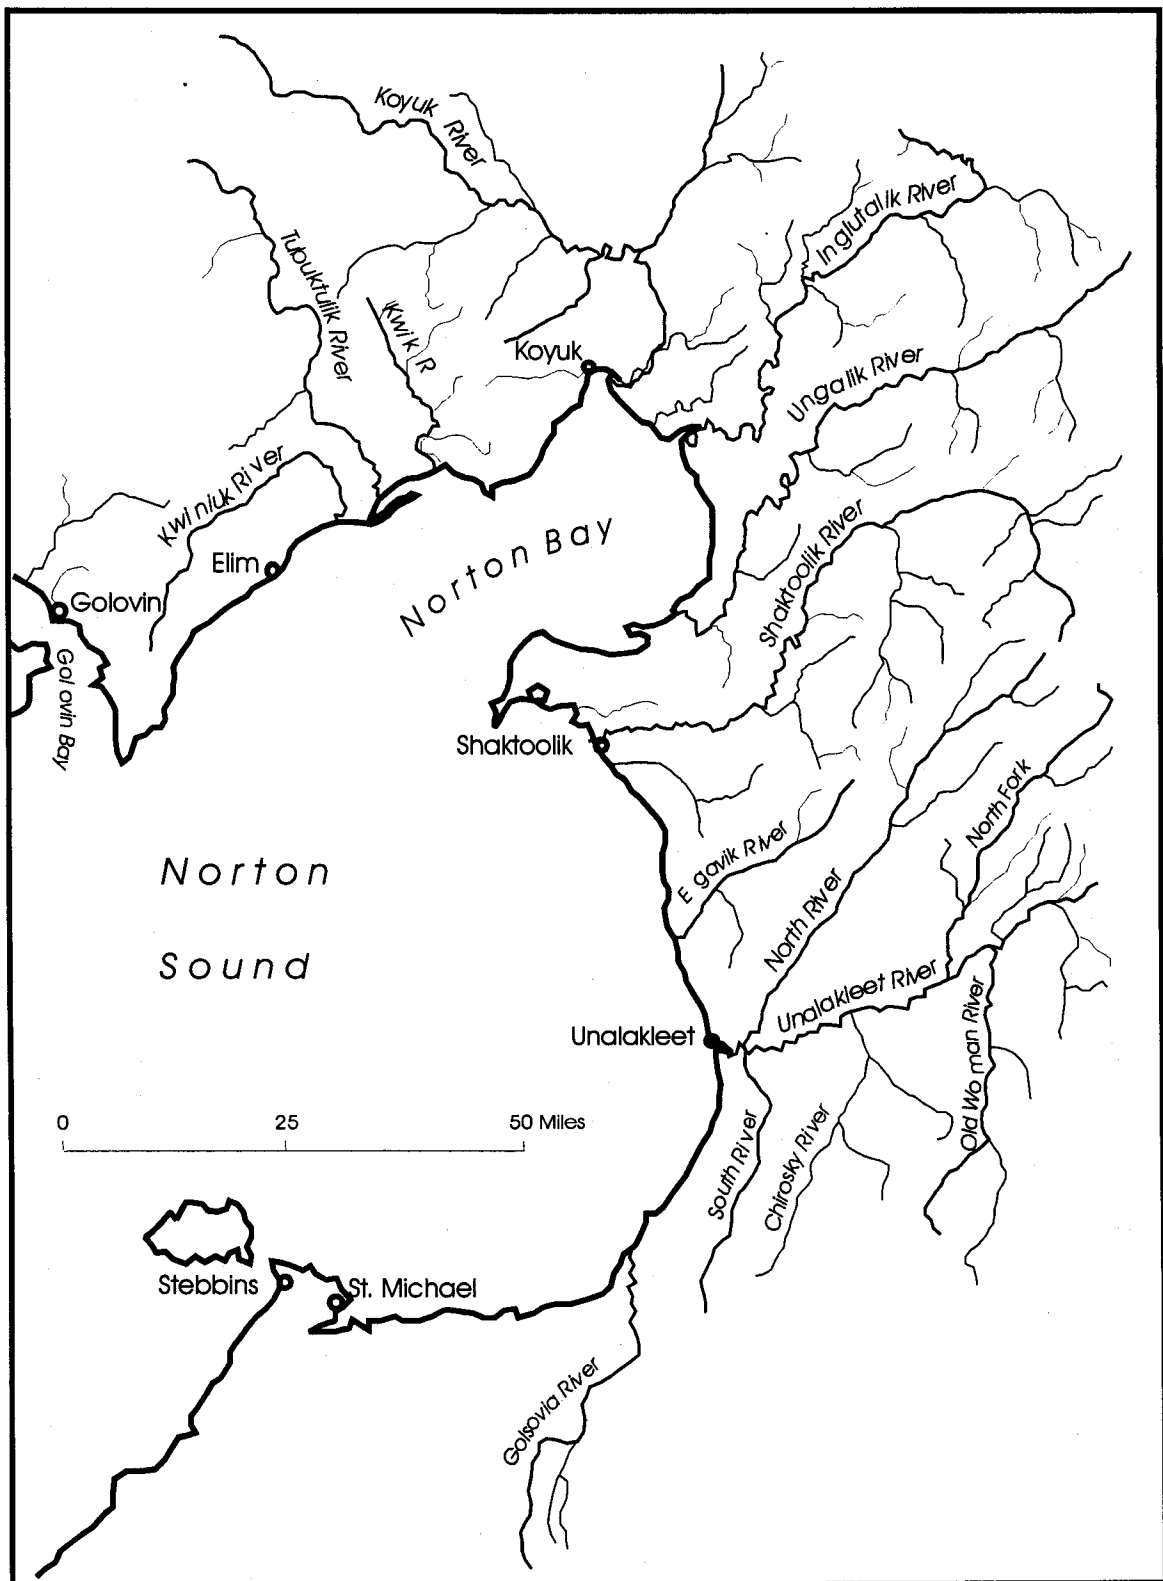 Koyuk River
Inglutalik River
Tubuktulik River
Kwik R
Koyuk
Ungalik River
Kwiniuk River
Norton Bay
Shaktoolik River
Elim
Golovin
Golovin Bay
Shaktoolik
North Fork
Egavik River
Norton
Sound
North River
Unalakleet River
Unalakleet
Old Woman River
0 25 50 Miles
South River
Chirosky River
Stebbins
St. Michael
Golsovia River